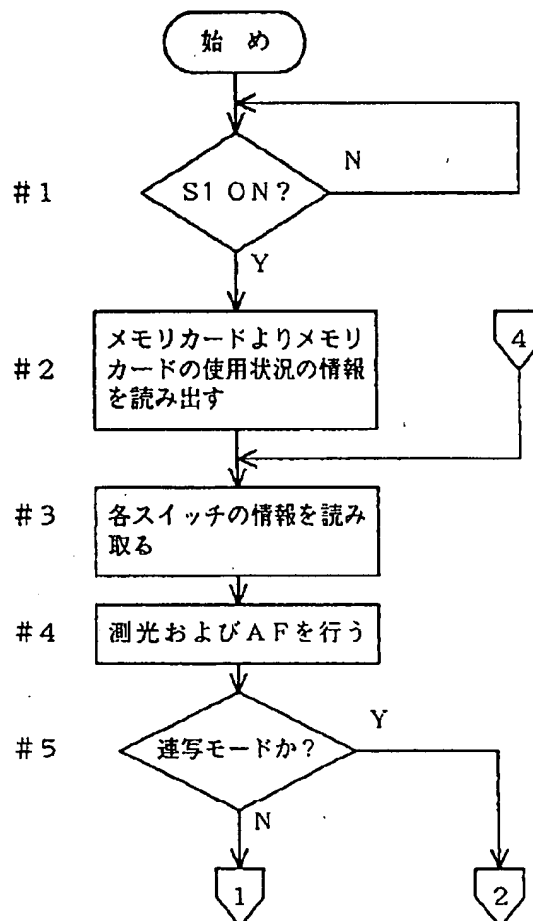 始 め
N
#1
S1 ON?
Y
#2
メモリカードよりメモリ
カードの使用状況の情報
を読み出す
4
#3
各スイッチの情報を読み
取る
#4
測光およびAFを行う
#5
連写モードか?
Y
N
1
2